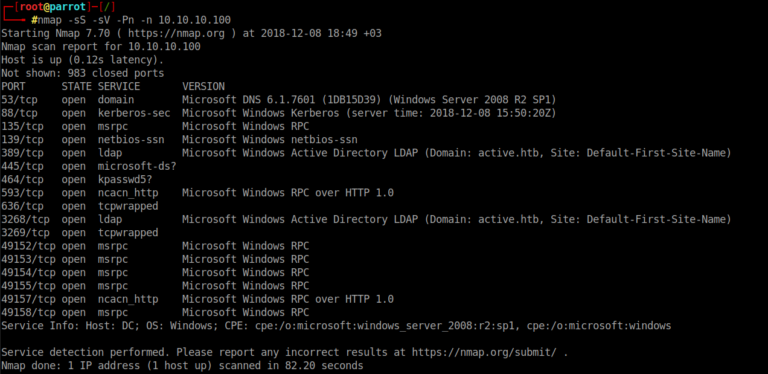 [root@parrot]─[/]
#nmap -sS -sV -Pn -n 10.10.10.100
Starting Nmap 7.70 ( https://nmap.org ) at 2018-12-08 18:49 +03
Nmap scan report for 10.10.10.100
Host is up (0.12s latency).
Not shown: 983 closed ports
PORT STATE SERVICE VERSION
53/tcp open domain Microsoft DNS 6.1.7601 (1DB15D39) (Windows Server 2008 R2 SP1)
88/tcp open kerberos-sec Microsoft Windows Kerberos (server time: 2018-12-08 15:50:20Z)
135/tcp open msrpc Microsoft Windows RPC
139/tcp open netbios-ssn Microsoft Windows netbios-ssn
389/tcp open ldap Microsoft Windows Active Directory LDAP (Domain: active.htb, Site: Default-First-Site-Name)
445/tcp open microsoft-ds?
464/tcp open kpasswd5?
593/tcp open ncacn_http Microsoft Windows RPC over HTTP 1.0
636/tcp open tcpwrapped
3268/tcp open ldap Microsoft Windows Active Directory LDAP (Domain: active.htb, Site: Default-First-Site-Name)
3269/tcp open tcpwrapped
49152/tcp open msrpc Microsoft Windows RPC
49153/tcp open msrpc Microsoft Windows RPC
49154/tcp open msrpc Microsoft Windows RPC
49155/tcp open msrpc Microsoft Windows RPC
49157/tcp open ncacn_http Microsoft Windows RPC over HTTP 1.0
49158/tcp open msrpc Microsoft Windows RPC
Service Info: Host: DC; OS: Windows; CPE: cpe:/o:microsoft:windows_server_2008:r2:sp1, cpe:/o:microsoft:windows
Service detection performed. Please report any incorrect results at https://nmap.org/submit/ .
Nmap done: 1 IP address (1 host up) scanned in 82.20 seconds